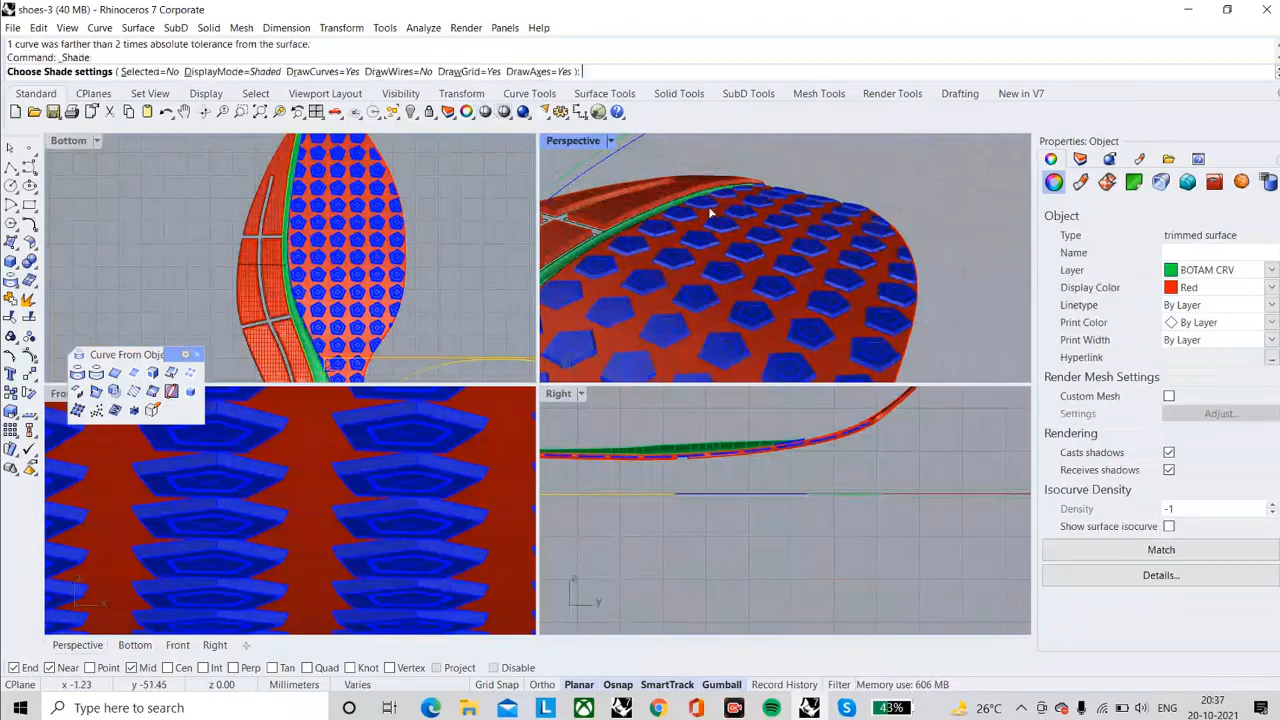 shoes-3 (40 MB) - Rhinoceros 7 Corporate
File Edit View Curve Surface SubD Solid Mesh Dimension Transform Tools Analyze Render Panels Help
1 curve was farther than 2 times absolute tolerance from the surface.
Command: _Shade
Choose Shade settings ( Selected=No DisplayMode=Shaded DrawCurves=Yes DrawWires=No DrawGrid=Yes DrawAxes=Yes ):
Standard CPlanes Set View Display Select Viewport Layout Visibility Transform Curve Tools Surface Tools Solid Tools SubD Tools Mesh Tools Render Tools Drafting New in V7
Bottom
Perspective
Properties: Object
Object
Type trimmed surface
Name
Layer BOTAM CRV
Display Color Red
Linetype By Layer
Print Color By Layer
Print Width By Layer
Hyperlink ...
Render Mesh Settings
Custom Mesh
Settings Adjust...
Rendering
Casts shadows
Receives shadows
Isocurve Density
Density -1
Show surface isocurve
Match
Details...
Curve From Obje
Fro
Right
z
x
z
y
Perspective Bottom Front Right
End Near Point Mid Cen Int Perp Tan Quad Knot Vertex Project Disable
CPlane x -1.23 y -51.45 z 0.00 Millimeters Varies Grid Snap Ortho Planar Osnap SmartTrack Gumball Record History Filter Memory use: 606 MB
Type here to search
L
S
43%
26°C
ENG
20:37
20-10-2021